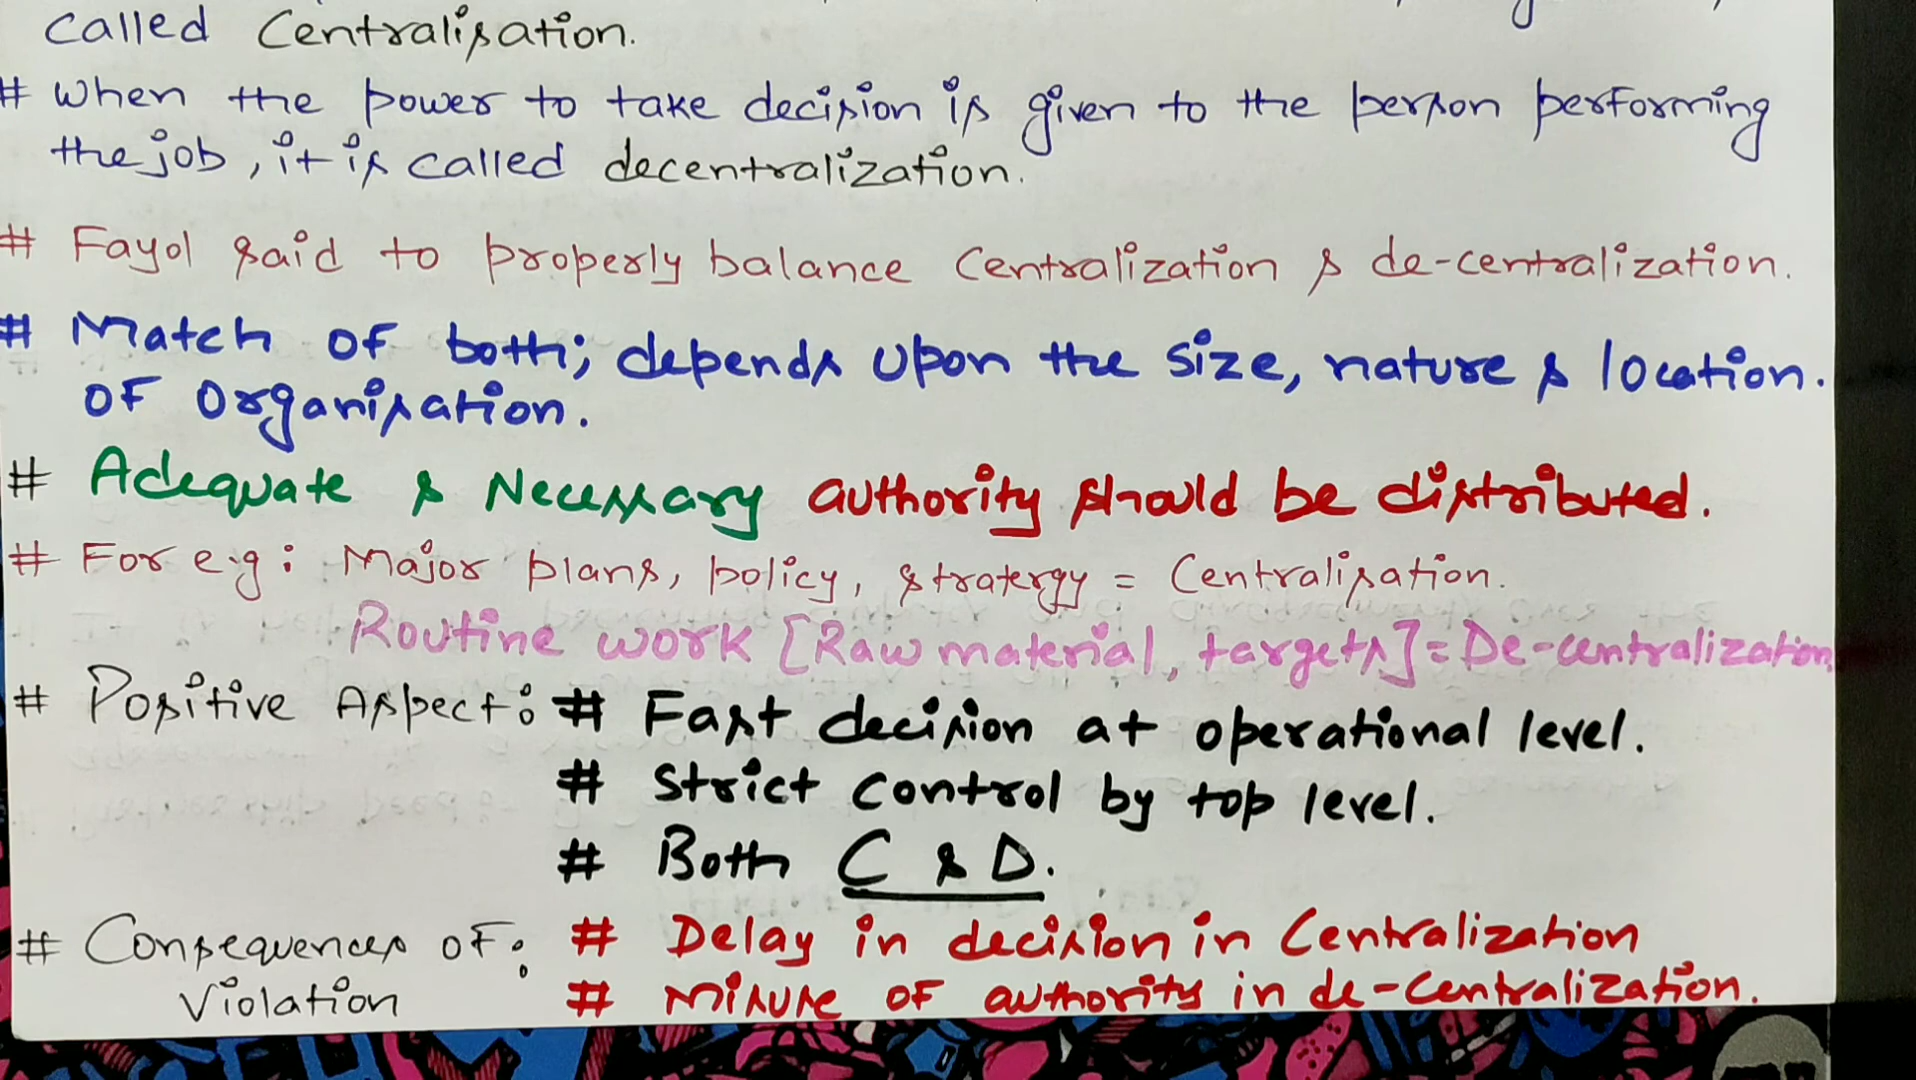 called Centralisation.
# When the power to take decision is given to the person performing
the job, it is called decentralization.
# Fayol said to properly balance Centralization & de-centralization.
# Match of both; depends upon the size, nature & location.
of organisation.
# Adequate & Necessary authority should be distributed.
# For e.g: Major plans, policy, stratergy = Centralisation.
Routine work [Raw material, targets] = De-centralization
# Positive Aspect: # Fast decision at operational level.
# Strict control by top level.
# Both C & D.
# Consequences of: # Delay in decision in Centralization
Violation # Misuse of authority in de-centralization.